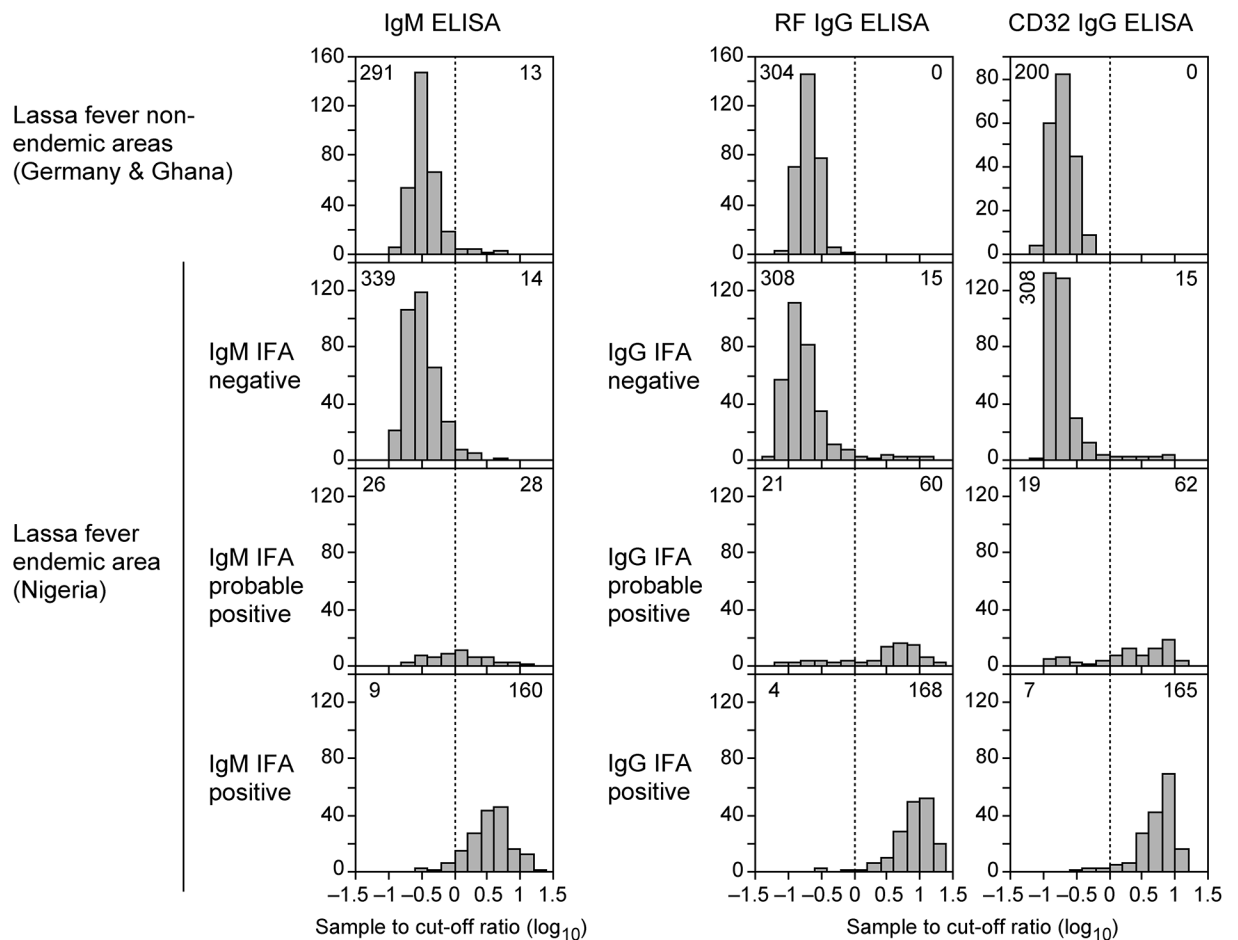 IgM ELISA
RF IgG ELISA
CD32 IgG ELISA
Lassa fever non-
endemic areas
(Germany & Ghana)
160
120
80
40
0
291
13
160
120
80
40
0
304
0
80
60
40
20
0
200
0
Lassa fever
endemic area
(Nigeria)
IgM IFA
negative
120
80
40
0
339
14
IgG IFA
negative
120
80
40
0
308
15
120
80
40
0
308
15
IgM IFA
probable
positive
120
80
40
0
26
28
IgG IFA
probable
positive
120
80
40
0
21
60
120
80
40
0
19
62
IgM IFA
positive
120
80
40
0
9
160
IgG IFA
positive
120
80
40
0
4
168
120
80
40
0
7
165
–1.5 –1 –0.5 0 0.5 1 1.5
–1.5 –1 –0.5 0 0.5 1 1.5
–1.5 –1 –0.5 0 0.5 1 1.5
Sample to cut-off ratio (log10)
Sample to cut-off ratio (log10)